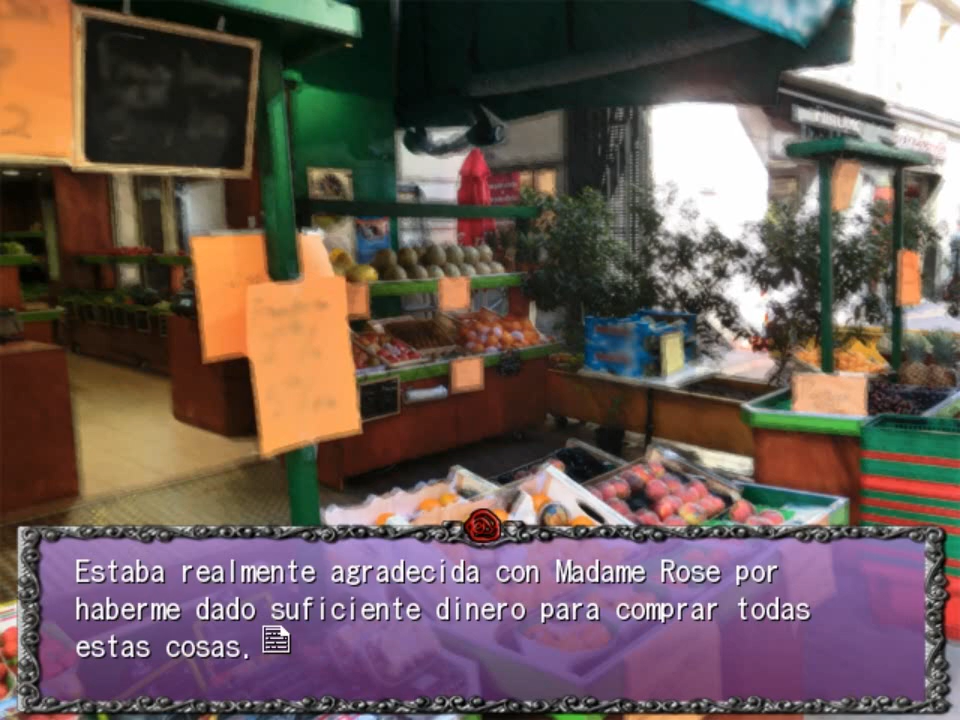 Estaba realmente agradecida con Madame Rose por
haberme dado suficiente dinero para comprar todas
estas cosas.